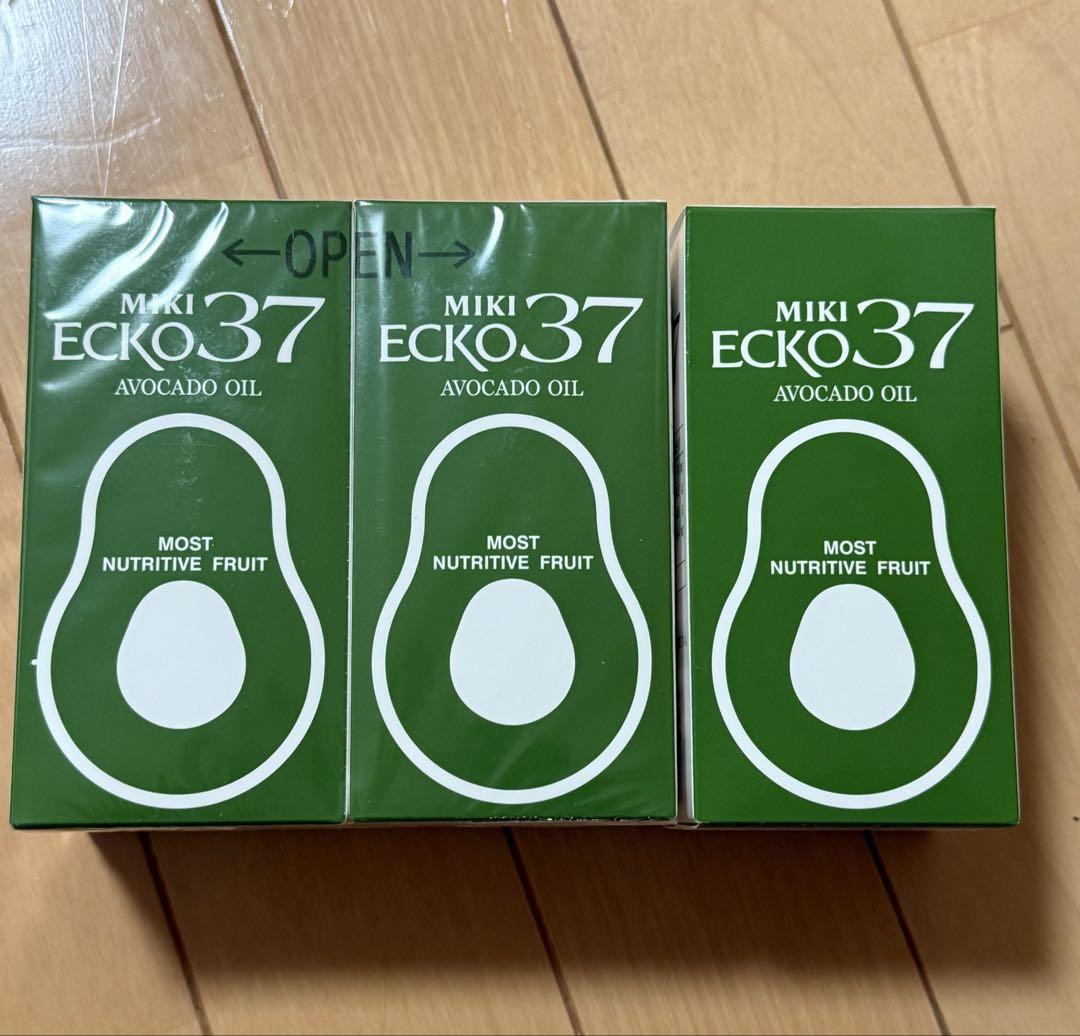 ←OPEN→
MIKI
ECKO37
AVOCADO OIL
MOST
NUTRITIVE FRUIT
MIKI
ECKO37
AVOCADO OIL
MOST
NUTRITIVE FRUIT
MIKI
ECKO37
AVOCADO OIL
MOST
NUTRITIVE FRUIT